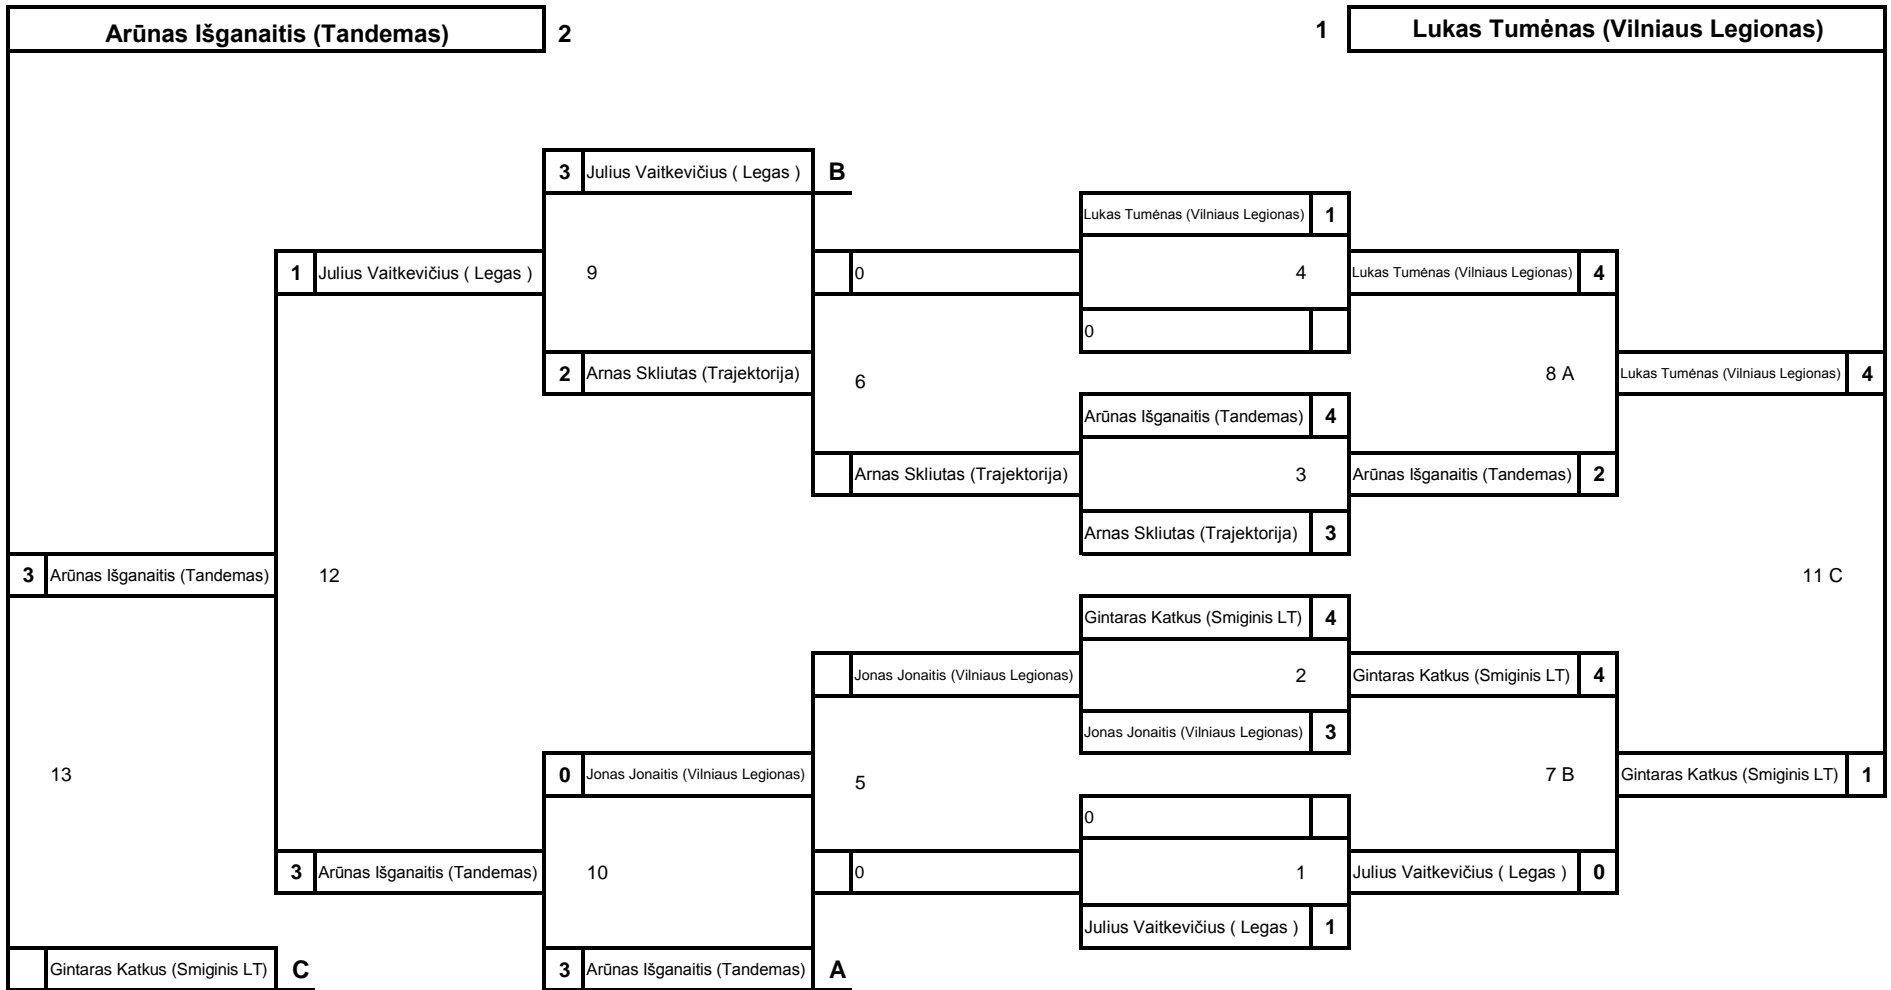 Arūnas Išganaitis (Tandemas) 2 1 Lukas Tumėnas (Vilniaus Legionas)
3 Julius Vaitkevičius ( Legas ) B
Lukas Tumėnas (Vilniaus Legionas) 1
1 Julius Vaitkevičius ( Legas ) 9 0 4 Lukas Tumėnas (Vilniaus Legionas) 4
0
2 Arnas Skliutas (Trajektorija) 6 8 A Lukas Tumėnas (Vilniaus Legionas) 4
Arūnas Išganaitis (Tandemas) 4
Arnas Skliutas (Trajektorija) 3 Arūnas Išganaitis (Tandemas) 2
Arnas Skliutas (Trajektorija) 3
3 Arūnas Išganaitis (Tandemas) 12 11 C
Gintaras Katkus (Smiginis LT) 4
Jonas Jonaitis (Vilniaus Legionas) 2 Gintaras Katkus (Smiginis LT) 4
Jonas Jonaitis (Vilniaus Legionas) 3
13 0 Jonas Jonaitis (Vilniaus Legionas) 5 7 B Gintaras Katkus (Smiginis LT) 1
0
3 Arūnas Išganaitis (Tandemas) 10 0 1 Julius Vaitkevičius ( Legas ) 0
Julius Vaitkevičius ( Legas ) 1
Gintaras Katkus (Smiginis LT) C 3 Arūnas Išganaitis (Tandemas) A